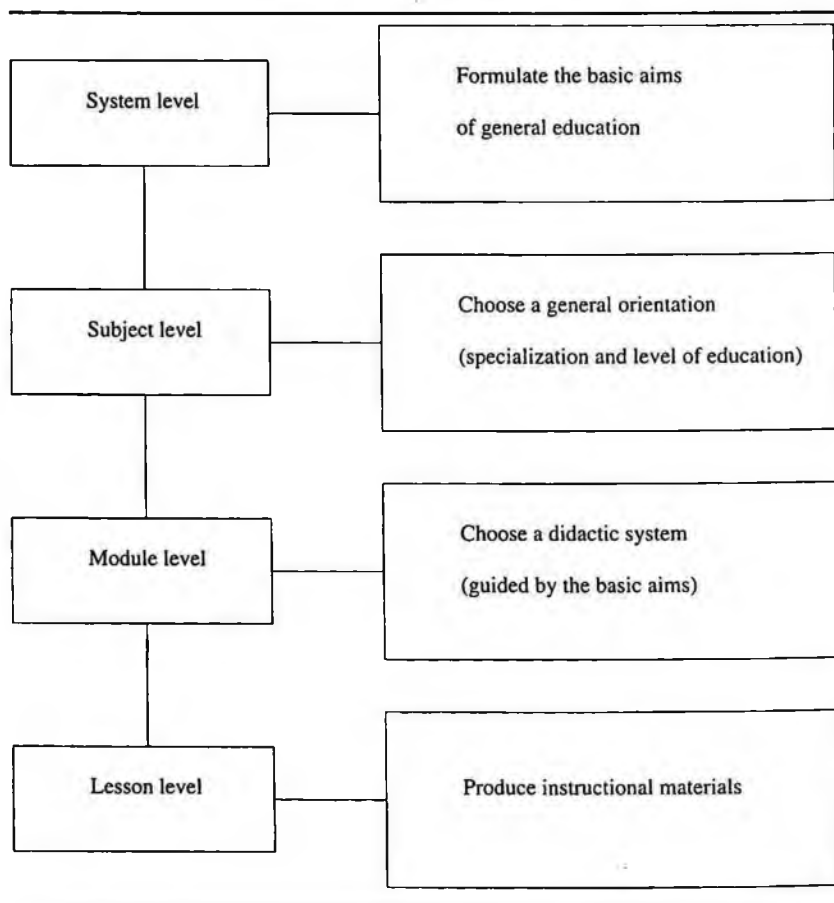 System level
Formulate the basic aims
of general education
Subject level
Choose a general orientation
(specialization and level of education)
Module level
Choose a didactic system
(guided by the basic aims)
Lesson level
Produce instructional materials